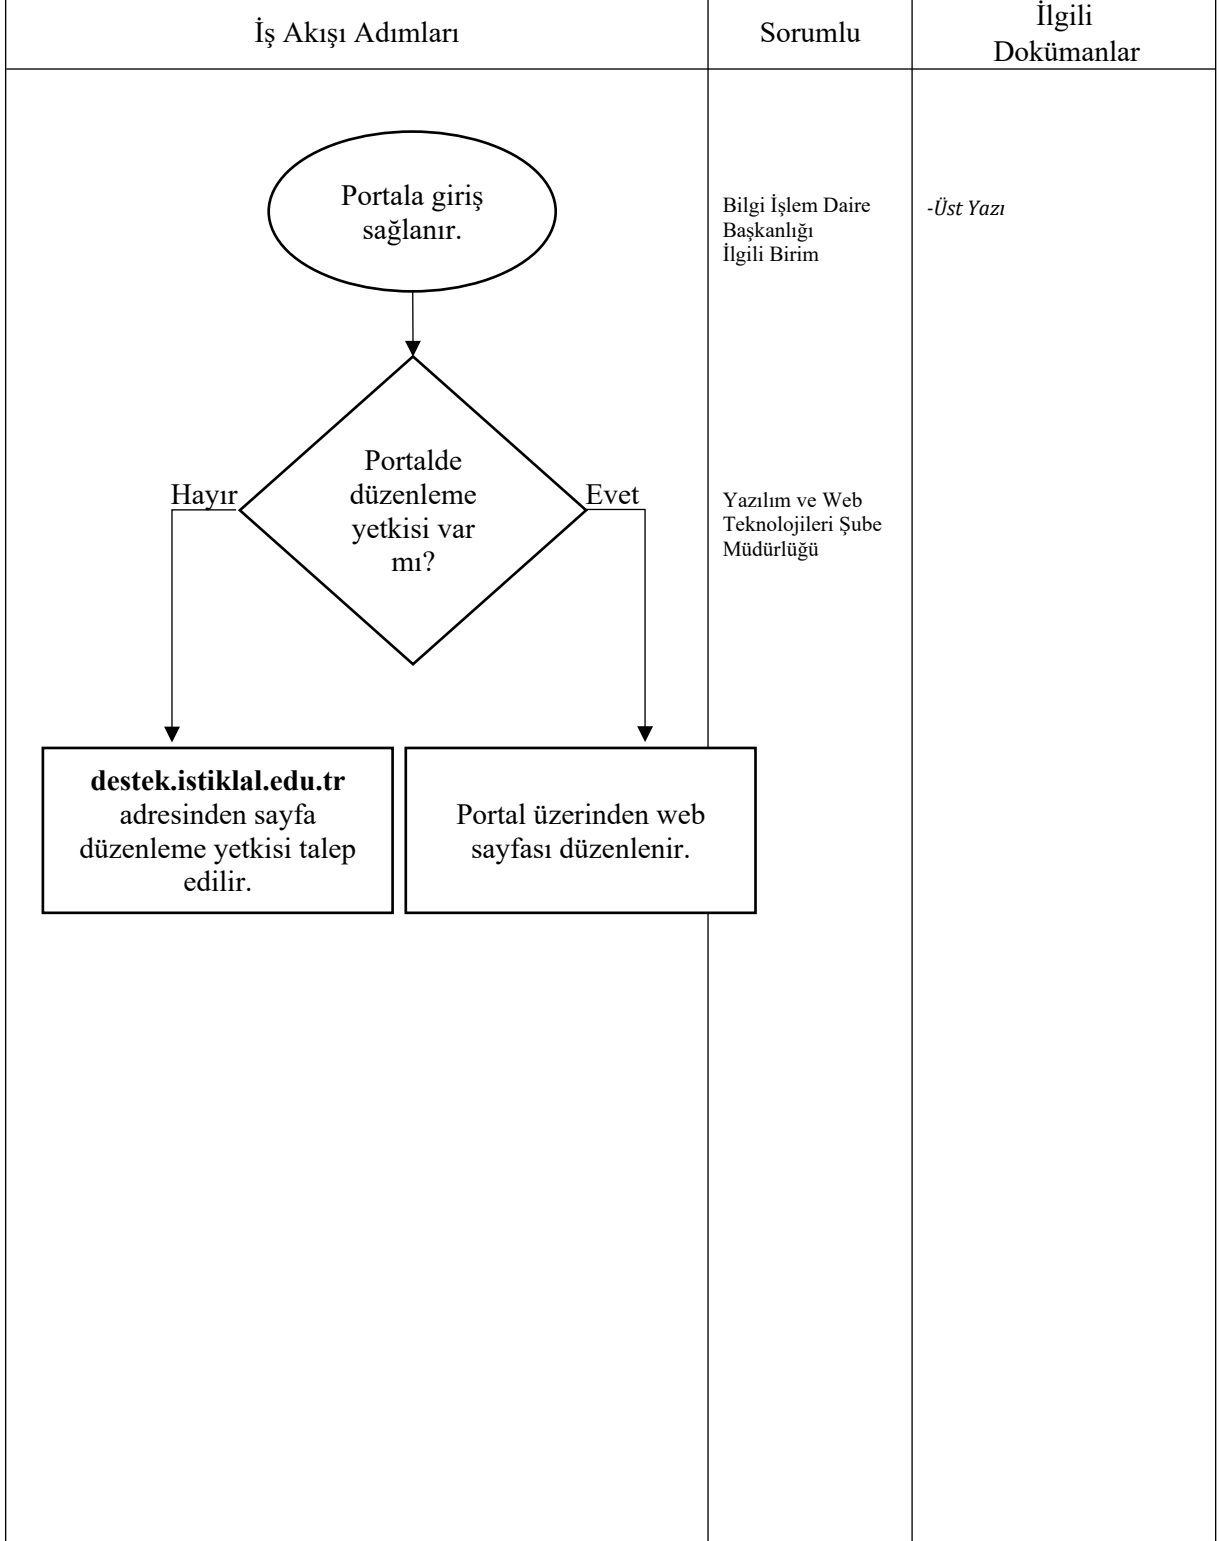 İş Akışı Adımları
Sorumlu
İlgili
Dokümanlar
Portala giriş
sağlanır.
Bilgi İşlem Daire
Başkanlığı
İlgili Birim
-Üst Yazı
Portalde
düzenleme
yetkisi var
mı?
Hayır
Evet
Yazılım ve Web
Teknolojileri Şube
Müdürlüğü
destek.istiklal.edu.tr
adresinden sayfa
düzenleme yetkisi talep
edilir.
Portal üzerinden web
sayfası düzenlenir.